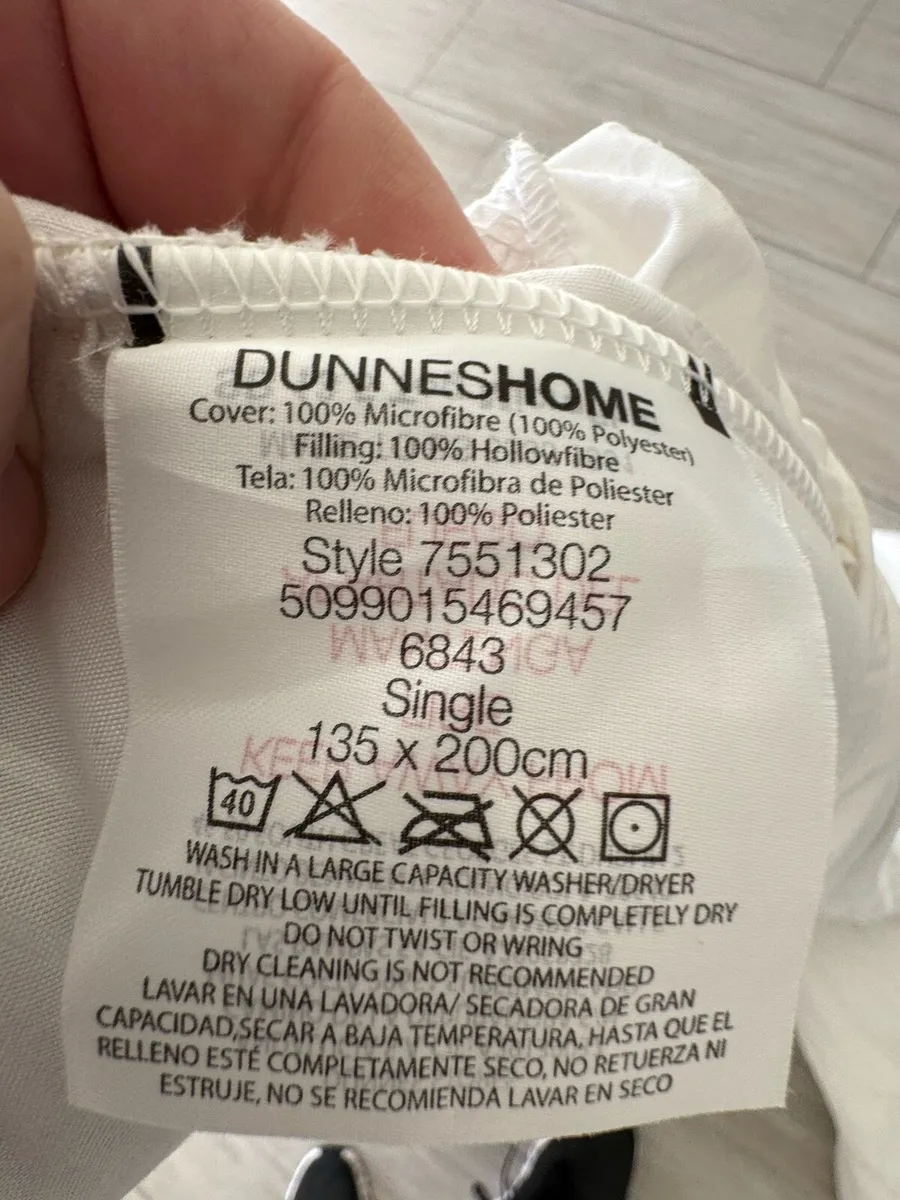 DUNNESHOME
Cover: 100% Microfibre (100% Polyester)
Filling: 100% Hollowfibre
Tela: 100% Microfibra de Poliester
Relleno: 100% Poliester
Style 7551302
5099015469457
6843
Single
135 x 200cm
40
WASH IN A LARGE CAPACITY WASHER/DRYER
TUMBLE DRY LOW UNTIL FILLING IS COMPLETELY DRY
DO NOT TWIST OR WRING
DRY CLEANING IS NOT RECOMMENDED
LAVAR EN UNA LAVADORA/ SECADORA DE GRAN
CAPACIDAD,SECAR A BAJA TEMPERATURA, HASTA QUE EL
RELLENO ESTÉ COMPLETAMENTE SECO, NO RETUERZA NI
ESTRUJE, NO SE RECOMIENDA LAVAR EN SECO